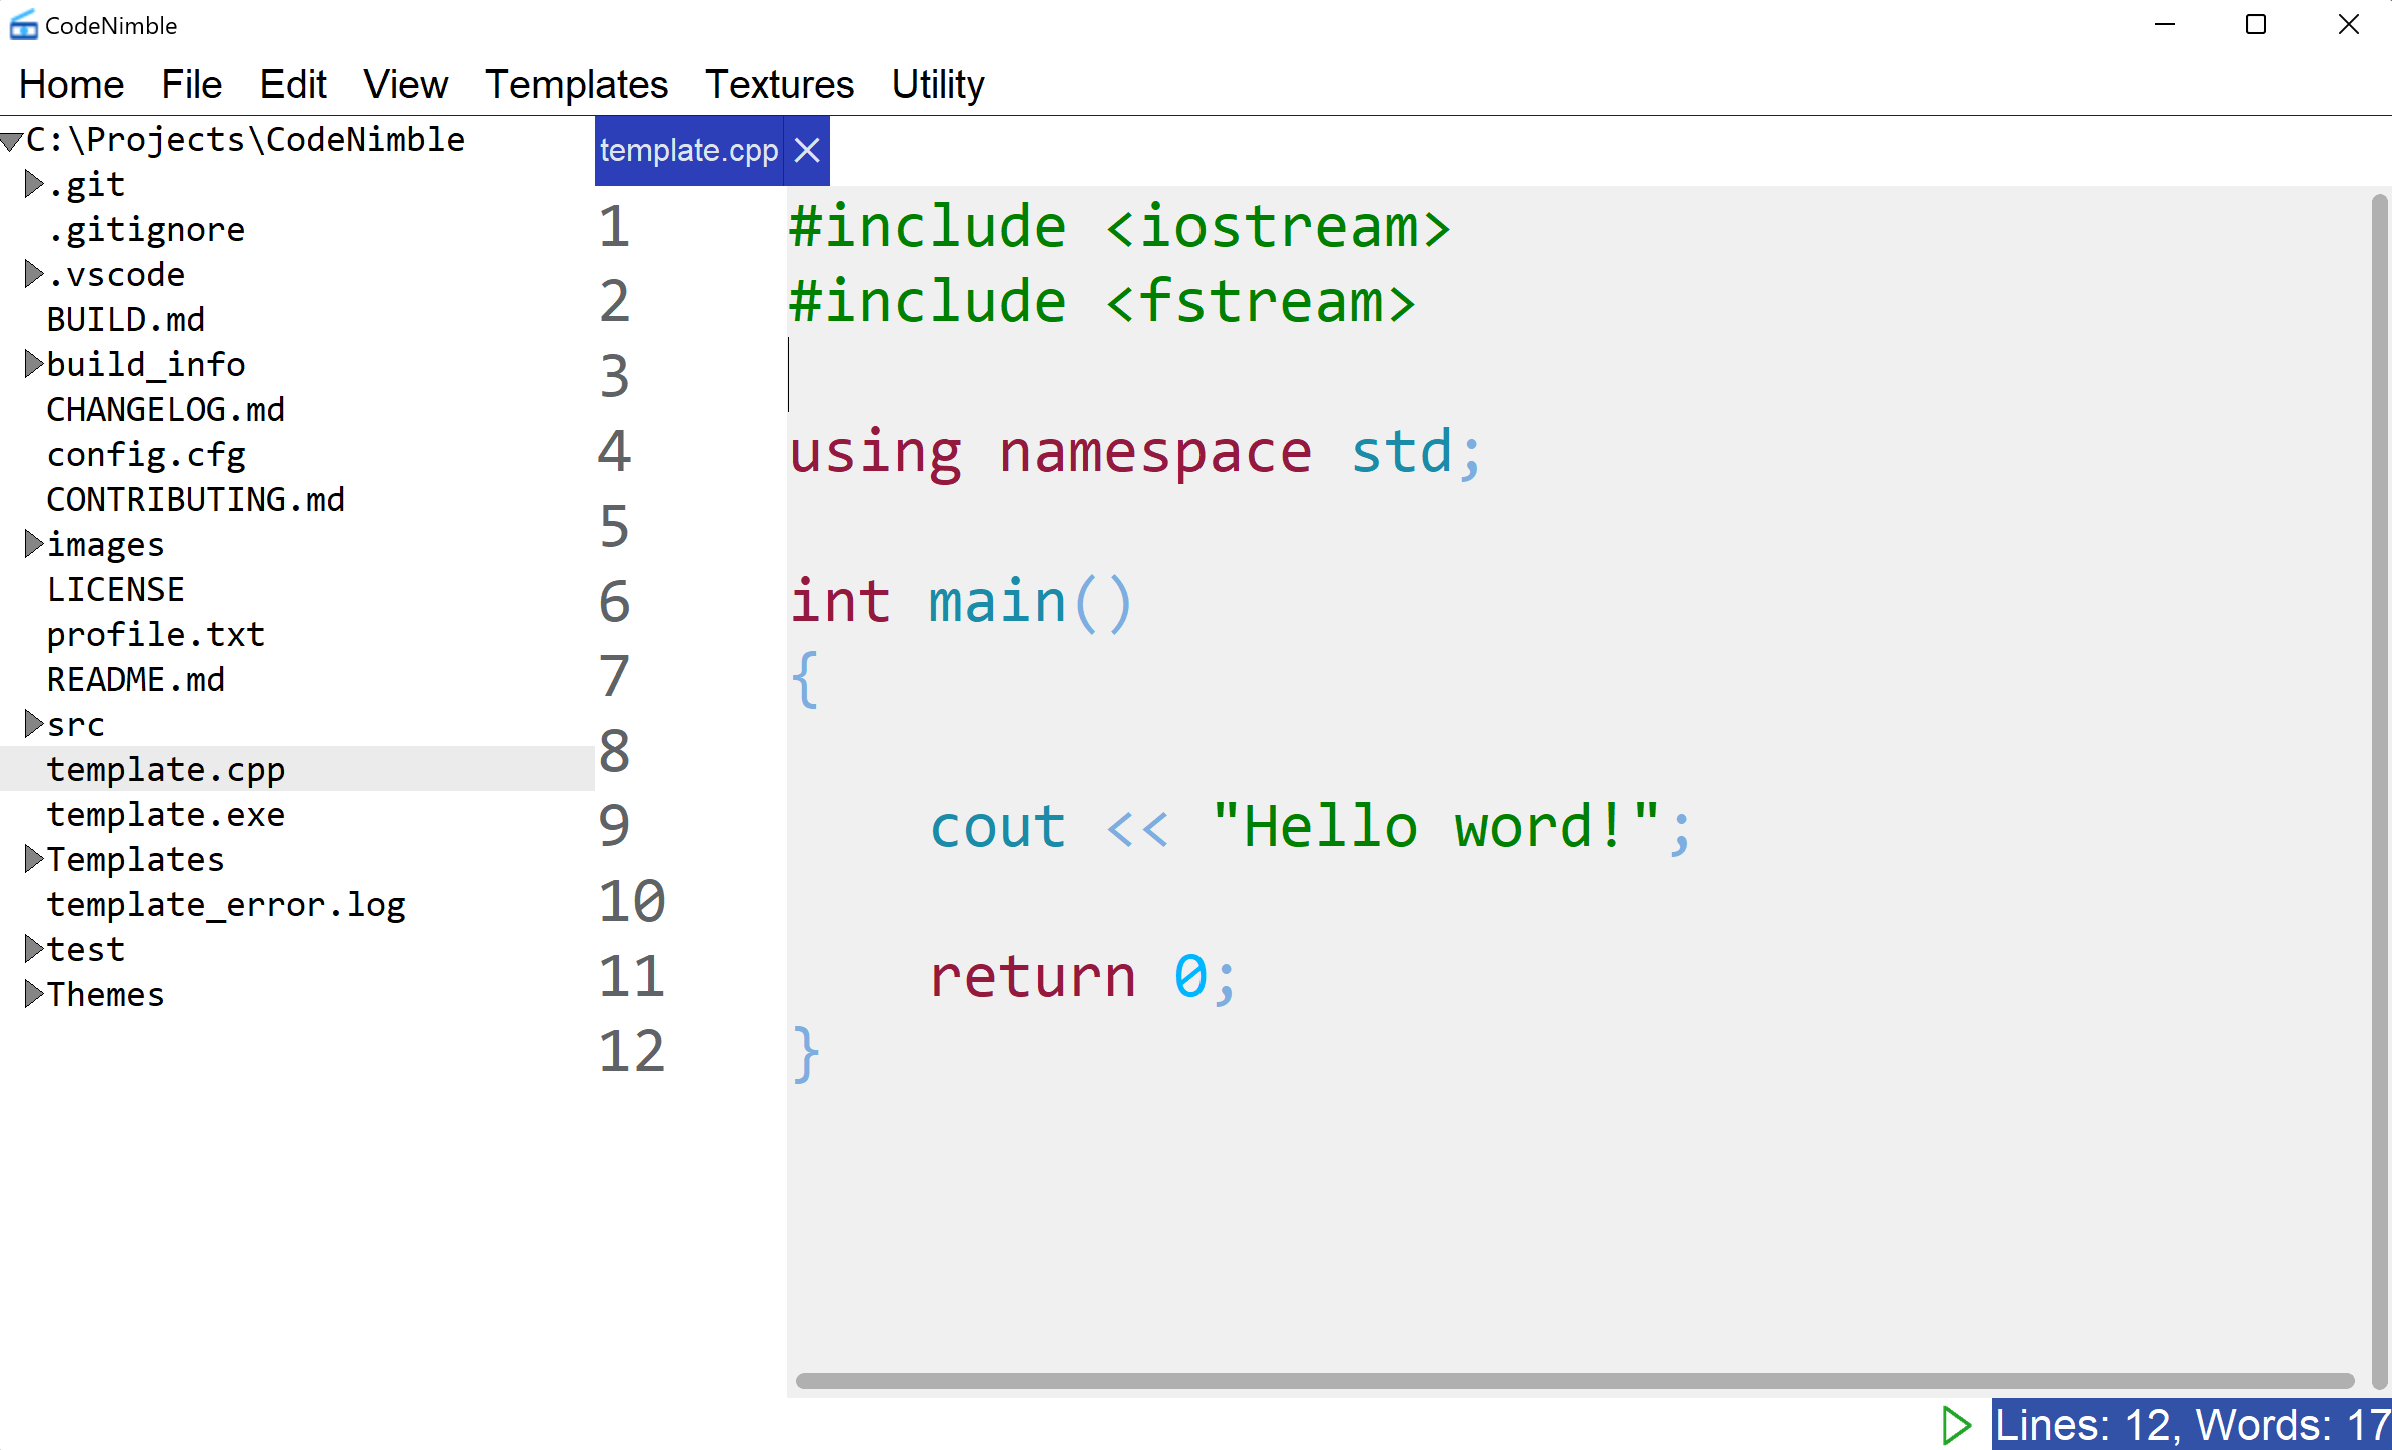 CodeNimble
Home File Edit View Templates Textures Utility
C:\Projects\CodeNimble
.git
.gitignore
.vscode
BUILD.md
build_info
CHANGELOG.md
config.cfg
CONTRIBUTING.md
images
LICENSE
profile.txt
README.md
src
template.cpp
template.exe
Templates
template_error.log
test
Themes
template.cpp
1 #include <iostream>
2 #include <fstream>
3
4 using namespace std;
5
6 int main()
7 {
8
9 cout << "Hello word!";
10
11 return 0;
12 }
Lines: 12, Words: 17